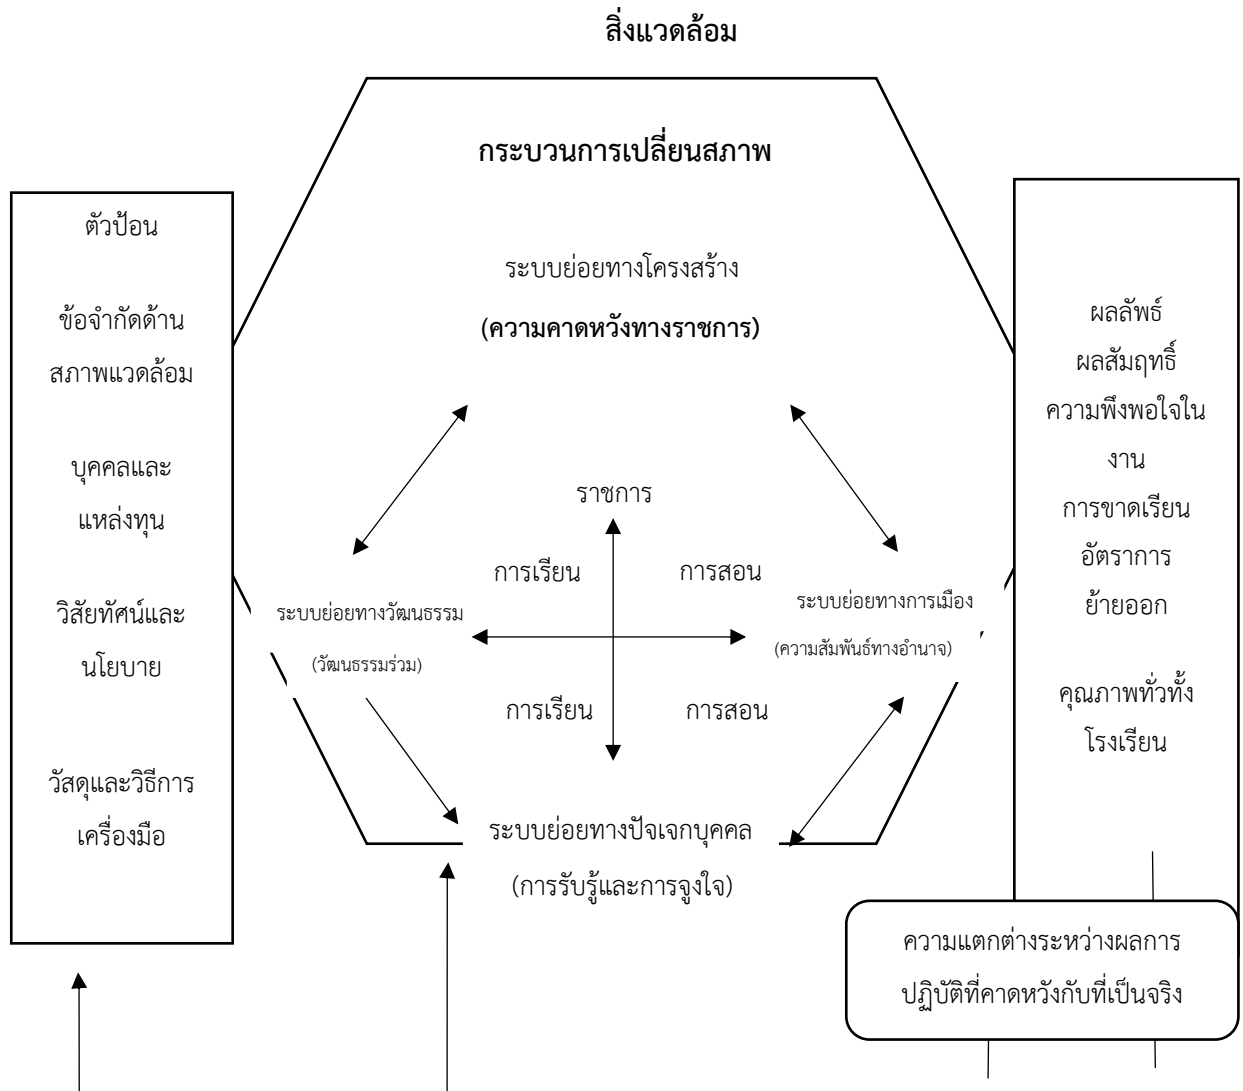 สิ่งแวดล้อม
กระบวนการเปลี่ยนสภาพ
ตัวป้อน
ข้อจำกัดด้าน
สภาพแวดล้อม
บุคคลและ
แหล่งทุน
วิสัยทัศน์และ
นโยบาย
วัสดุและวิธีการ
เครื่องมือ
ระบบย่อยทางโครงสร้าง
(ความคาดหวังทางราชการ)
ราชการ
การเรียน
การสอน
ระบบย่อยทางวัฒนธรรม
(วัฒนธรรมร่วม)
ระบบย่อยทางการเมือง
(ความสัมพันธ์ทางอำนาจ)
การเรียน
การสอน
ระบบย่อยทางปัจเจกบุคคล
(การรับรู้และการจูงใจ)
ผลลัพธ์
ผลสัมฤทธิ์
ความพึงพอใจใน
งาน
การขาดเรียน
อัตราการ
ย้ายออก
คุณภาพทั่วทั้ง
โรงเรียน
ความแตกต่างระหว่างผลการ
ปฏิบัติที่คาดหวังกับที่เป็นจริง